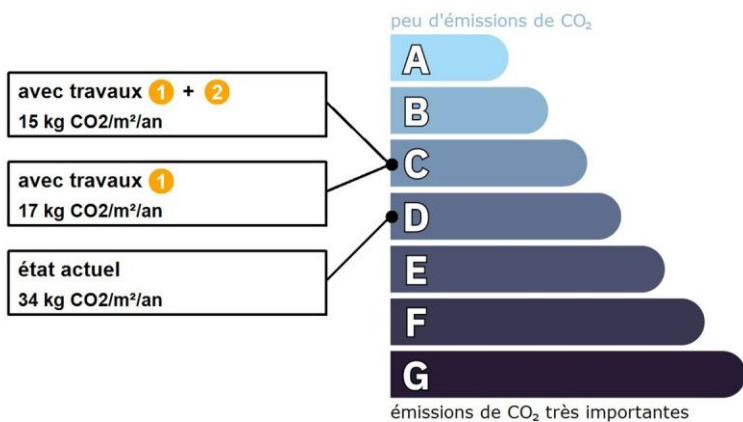 peu d'émissions de CO₂
A
avec travaux 1 + 2
15 kg CO2/m²/an
B
C
avec travaux 1
17 kg CO2/m²/an
D
état actuel
34 kg CO2/m²/an
E
F
G
émissions de CO₂ très importantes